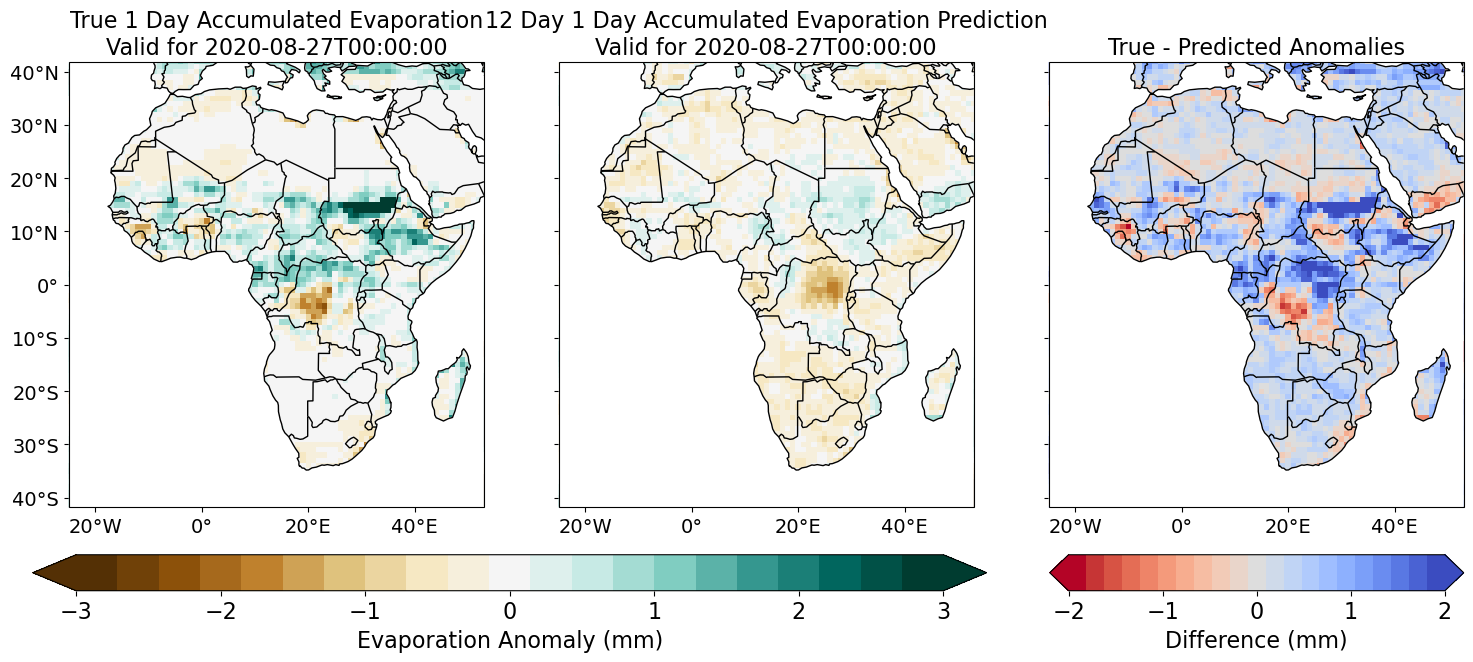 True 1 Day Accumulated Evaporation
Valid for 2020-08-27T00:00:00
12 Day 1 Day Accumulated Evaporation Prediction
Valid for 2020-08-27T00:00:00
True - Predicted Anomalies
40°N
30°N
20°N
10°N
0°
10°S
20°S
30°S
40°S
20°W 0° 20°E 40°E
20°W 0° 20°E 40°E
20°W 0° 20°E 40°E
−3 −2 −1 0 1 2 3
Evaporation Anomaly (mm)
−2 −1 0 1 2
Difference (mm)